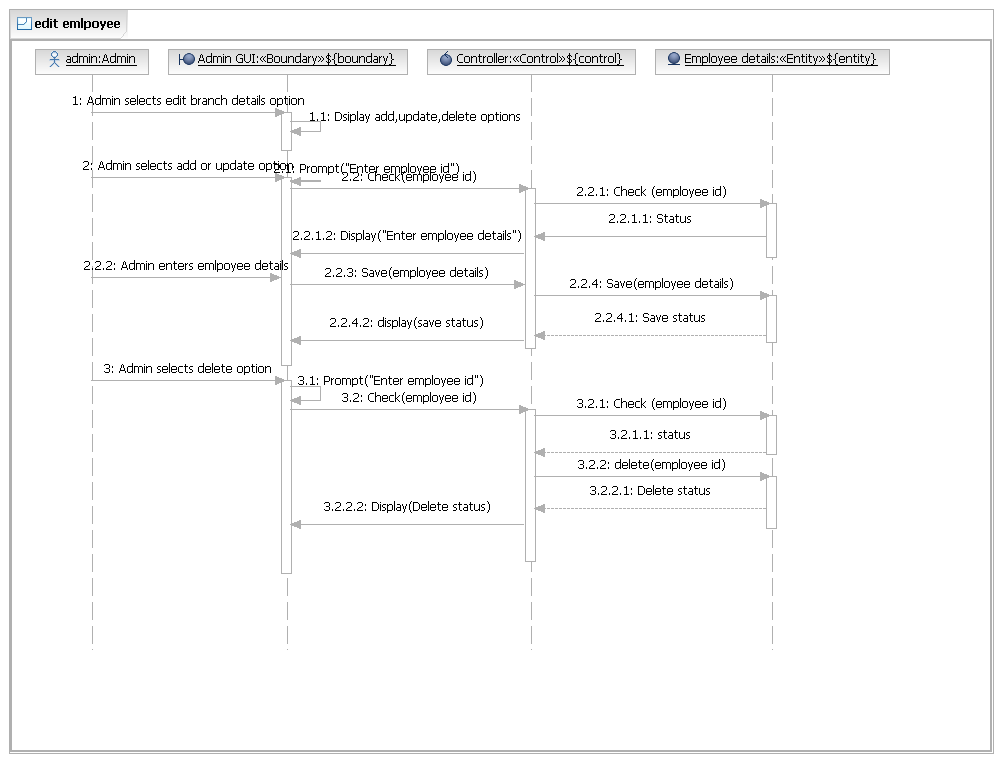 edit emlpoyee
admin:Admin
Admin GUI:«Boundary»${boundary}
Controller:«Control»${control}
Employee details:«Entity»${entity}
1: Admin selects edit branch details option
1.1: Dsiplay add,update,delete options
2: Admin selects add or update option
2.1: Prompt("Enter employee id")
2.2: Check(employee id)
2.2.1: Check (employee id)
2.2.1.1: Status
2.2.1.2: Display("Enter employee details")
2.2.2: Admin enters emlpoyee details
2.2.3: Save(employee details)
2.2.4: Save(employee details)
2.2.4.1: Save status
2.2.4.2: display(save status)
3: Admin selects delete option
3.1: Prompt("Enter employee id")
3.2: Check(employee id)
3.2.1: Check (employee id)
3.2.1.1: status
3.2.2: delete(employee id)
3.2.2.1: Delete status
3.2.2.2: Display(Delete status)